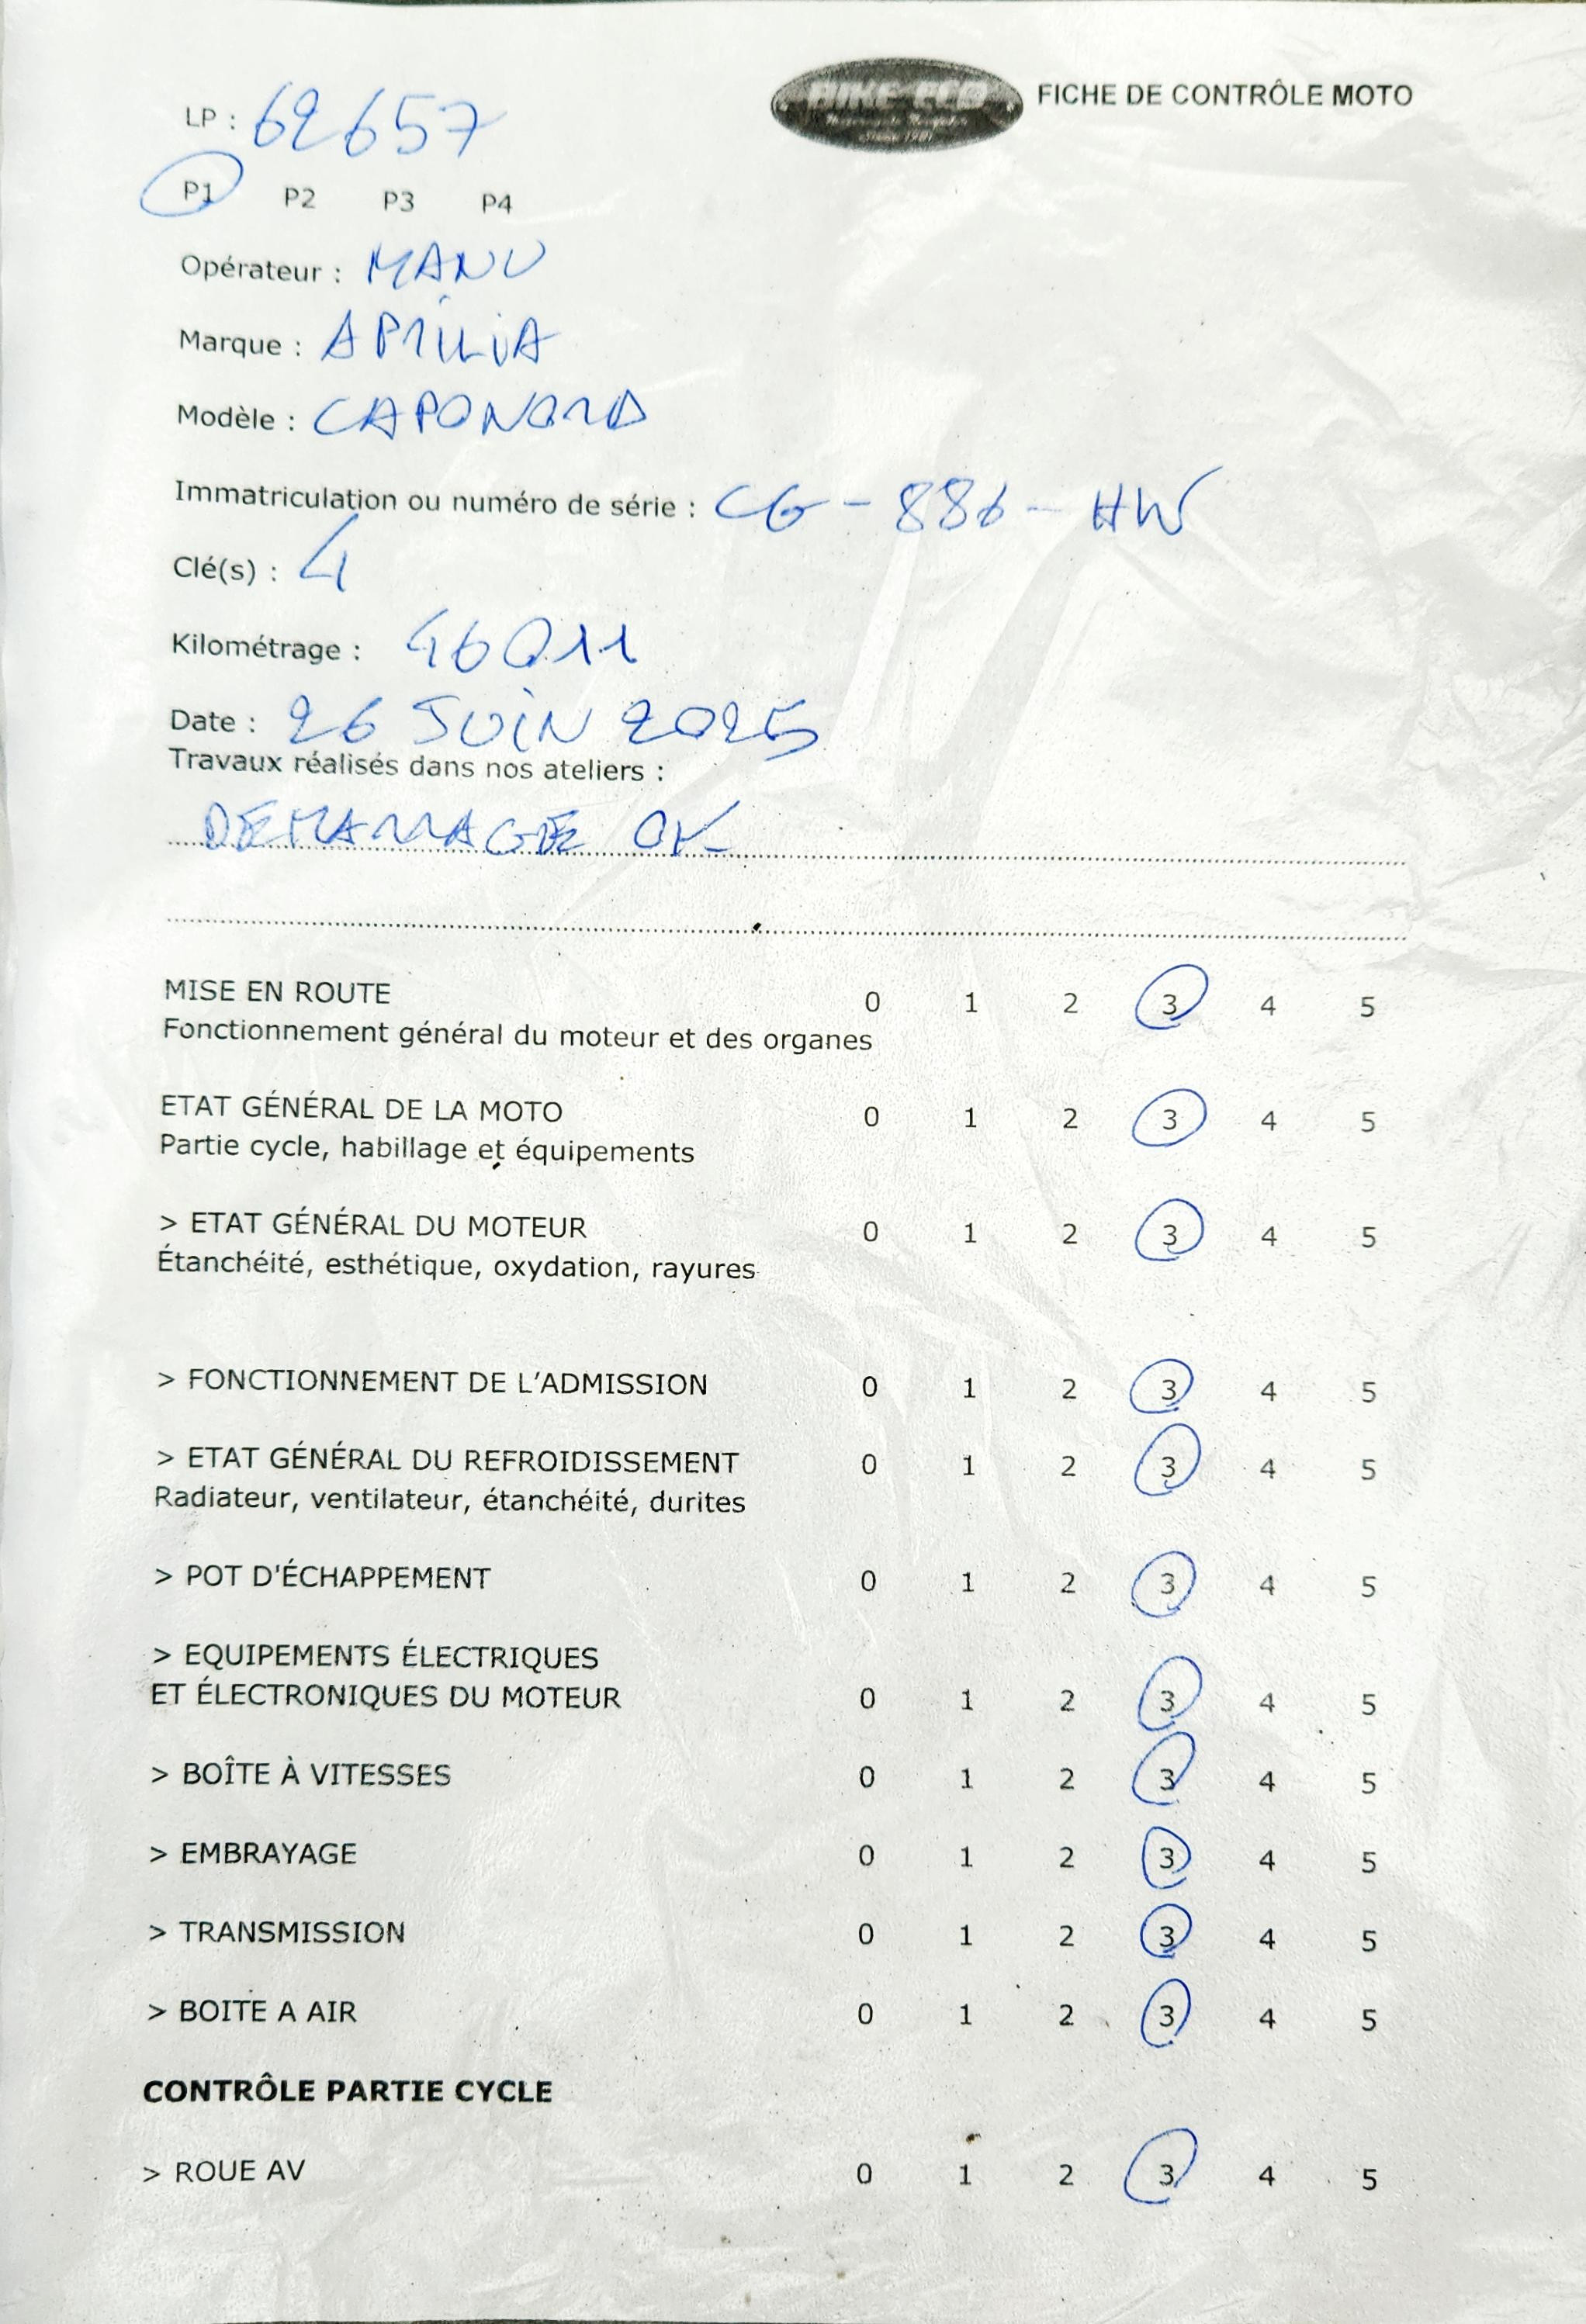 BIKE-ECO
FICHE DE CONTRÔLE MOTO
LP : 62657
P1 P2 P3 P4
Opérateur : MANU
Marque : APRILIA
Modèle : CAPONORD
Immatriculation ou numéro de série : CG-886-HW
Clé(s) : 4
Kilométrage : 46011
Date : 26 JUIN 2025
Travaux réalisés dans nos ateliers :
DEMARRAGE OK
MISE EN ROUTE 0 1 2 3 4 5
Fonctionnement général du moteur et des organes
ETAT GÉNÉRAL DE LA MOTO 0 1 2 3 4 5
Partie cycle, habillage et équipements
> ETAT GÉNÉRAL DU MOTEUR 0 1 2 3 4 5
Étanchéité, esthétique, oxydation, rayures
> FONCTIONNEMENT DE L'ADMISSION 0 1 2 3 4 5
> ETAT GÉNÉRAL DU REFROIDISSEMENT 0 1 2 3 4 5
Radiateur, ventilateur, étanchéité, durites
> POT D'ÉCHAPPEMENT 0 1 2 3 4 5
> EQUIPEMENTS ÉLECTRIQUES
ET ÉLECTRONIQUES DU MOTEUR 0 1 2 3 4 5
> BOÎTE À VITESSES 0 1 2 3 4 5
> EMBRAYAGE 0 1 2 3 4 5
> TRANSMISSION 0 1 2 3 4 5
> BOITE A AIR 0 1 2 3 4 5
CONTRÔLE PARTIE CYCLE
> ROUE AV 0 1 2 3 4 5